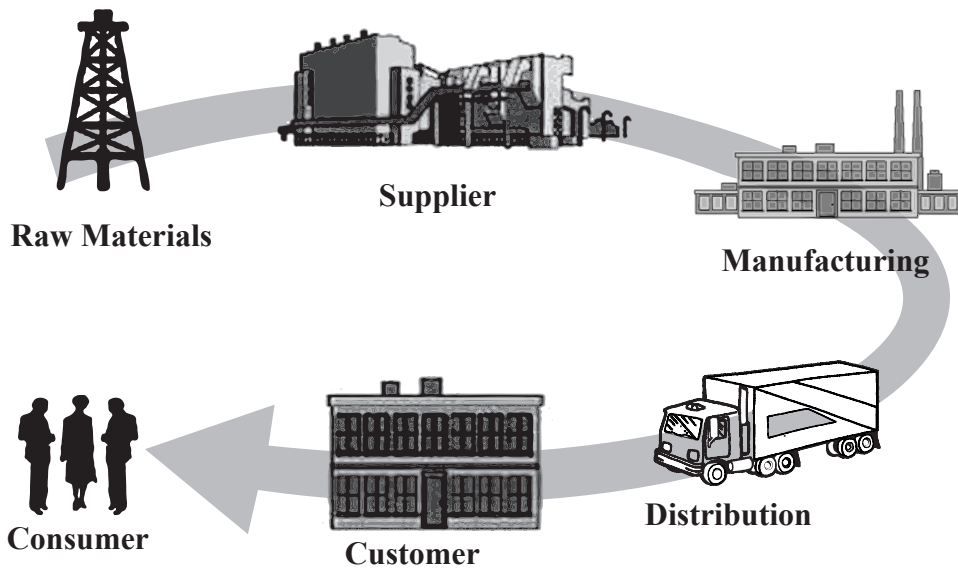 Raw Materials
Supplier
Manufacturing
Distribution
Customer
Consumer